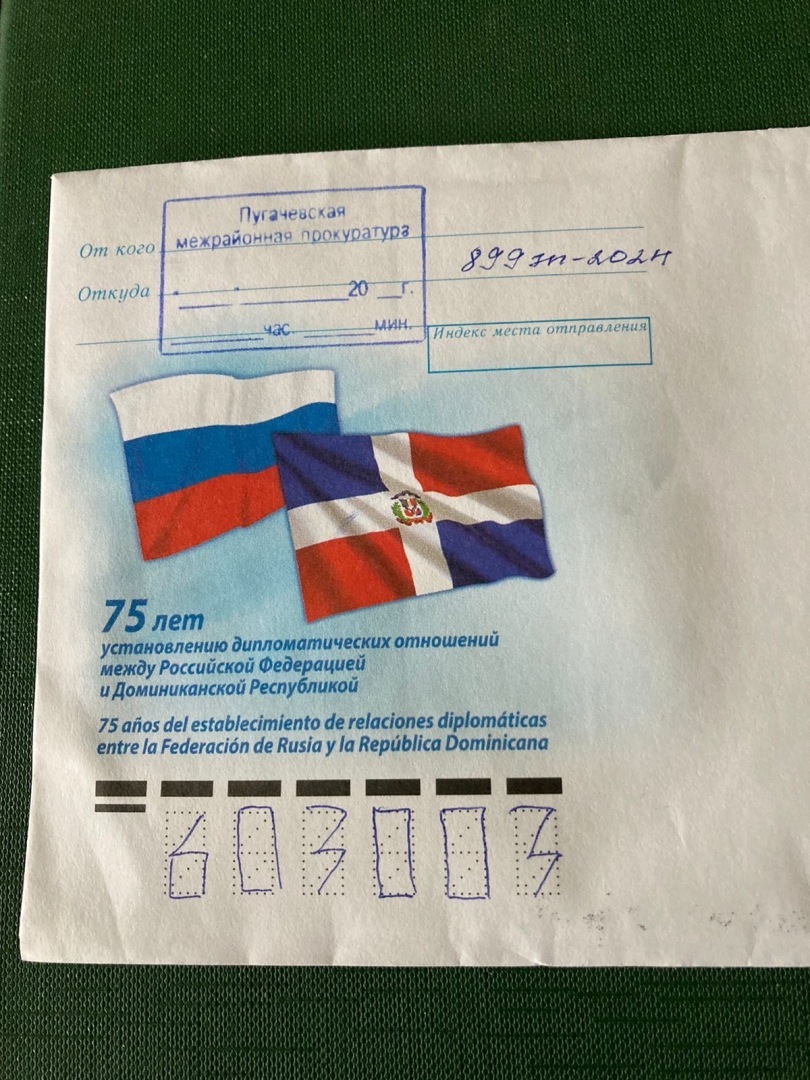 Пугачевская
межрайонная прокуратура
От кого
899жп-2024
Откуда
20 __г.
час. мин.
Индекс места отправления
75 лет
установлению дипломатических отношений
между Российской Федерацией
и Доминиканской Республикой
75 años del establecimiento de relaciones diplomáticas
entre la Federación de Rusia y la República Dominicana
603003